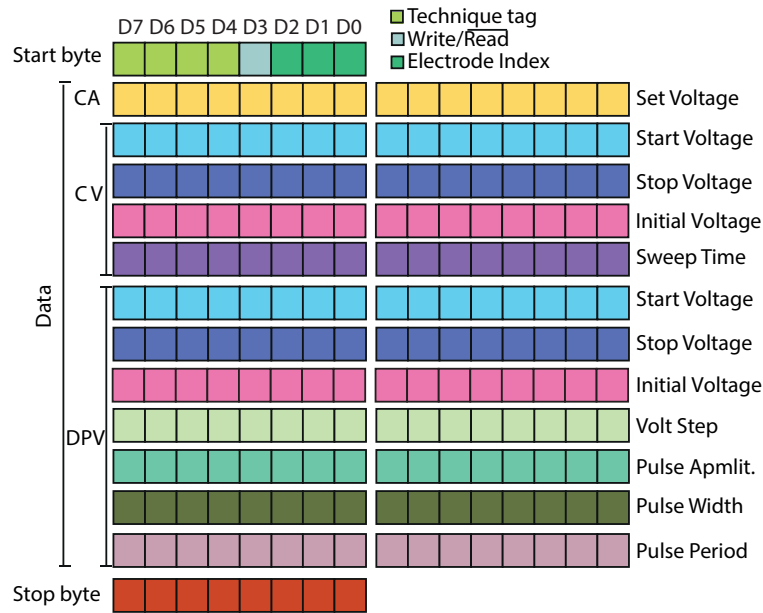 D7 D6 D5 D4 D3 D2 D1 D0
Technique tag
Write/Read
Electrode Index
Start byte
CA
Set Voltage
Start Voltage
Stop Voltage
CV
Initial Voltage
Sweep Time
Data
Start Voltage
Stop Voltage
Initial Voltage
DPV
Volt Step
Pulse Apmlit.
Pulse Width
Pulse Period
Stop byte